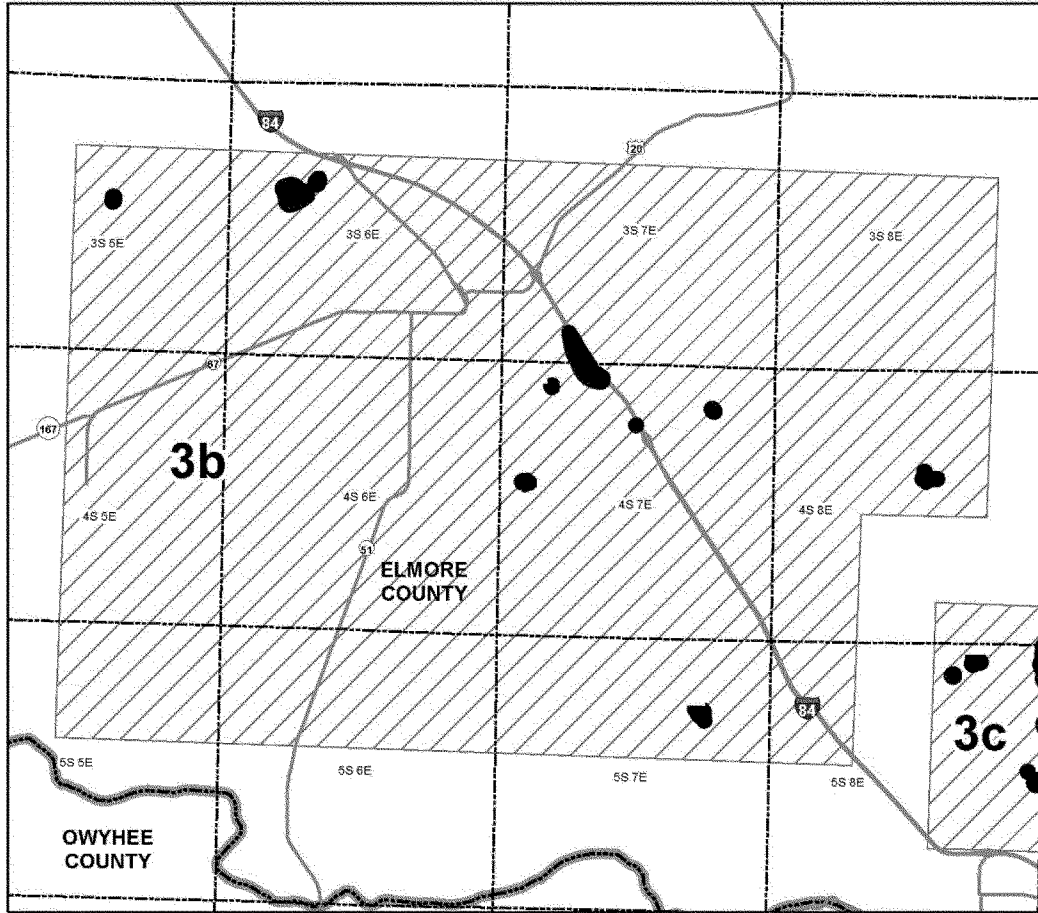 84
20
3S 5E
3S 6E
3S 7E
3S 8E
67
167
3b
4S 5E
4S 6E
4S 7E
4S 8E
51
ELMORE
COUNTY
84
3c
5S 5E
5S 6E
5S 7E
5S 8E
OWYHEE
COUNTY